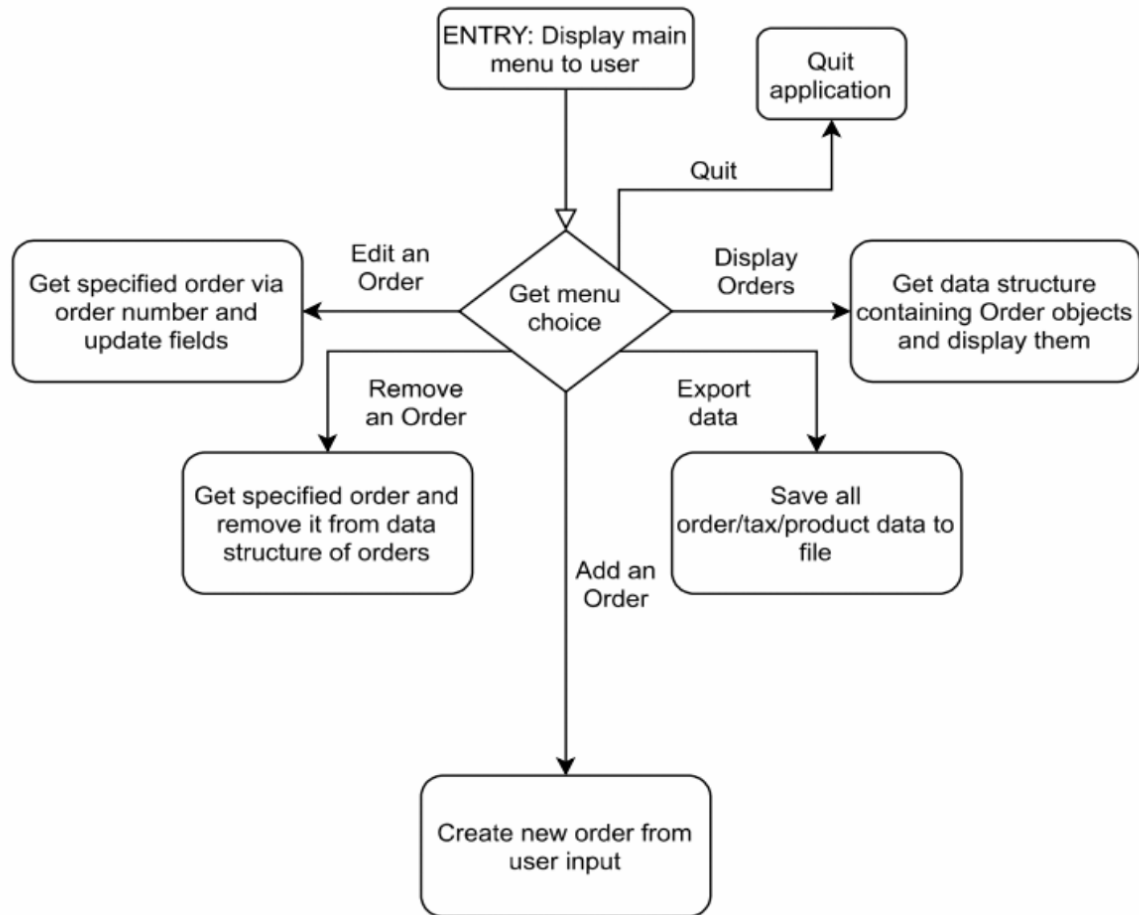 ENTRY: Display main
menu to user
Quit
application
Quit
Edit an
Order
Display
Orders
Get specified order via
order number and
update fields
Get menu
choice
Get data structure
containing Order objects
and display them
Remove
an Order
Export
data
Get specified order and
remove it from data
structure of orders
Save all
order/tax/product data to
file
Add an
Order
Create new order from
user input